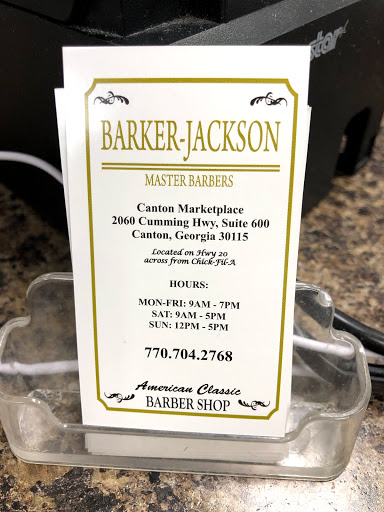 star
BARKER-JACKSON
MASTER BARBERS
Canton Marketplace
2060 Cumming Hwy, Suite 600
Canton, Georgia 30115
Located on Hwy 20
across from Chick-Fil-A
HOURS:
MON-FRI: 9AM - 7PM
SAT: 9AM - 5PM
SUN: 12PM - 5PM
770.704.2768
American Classic
BARBER SHOP